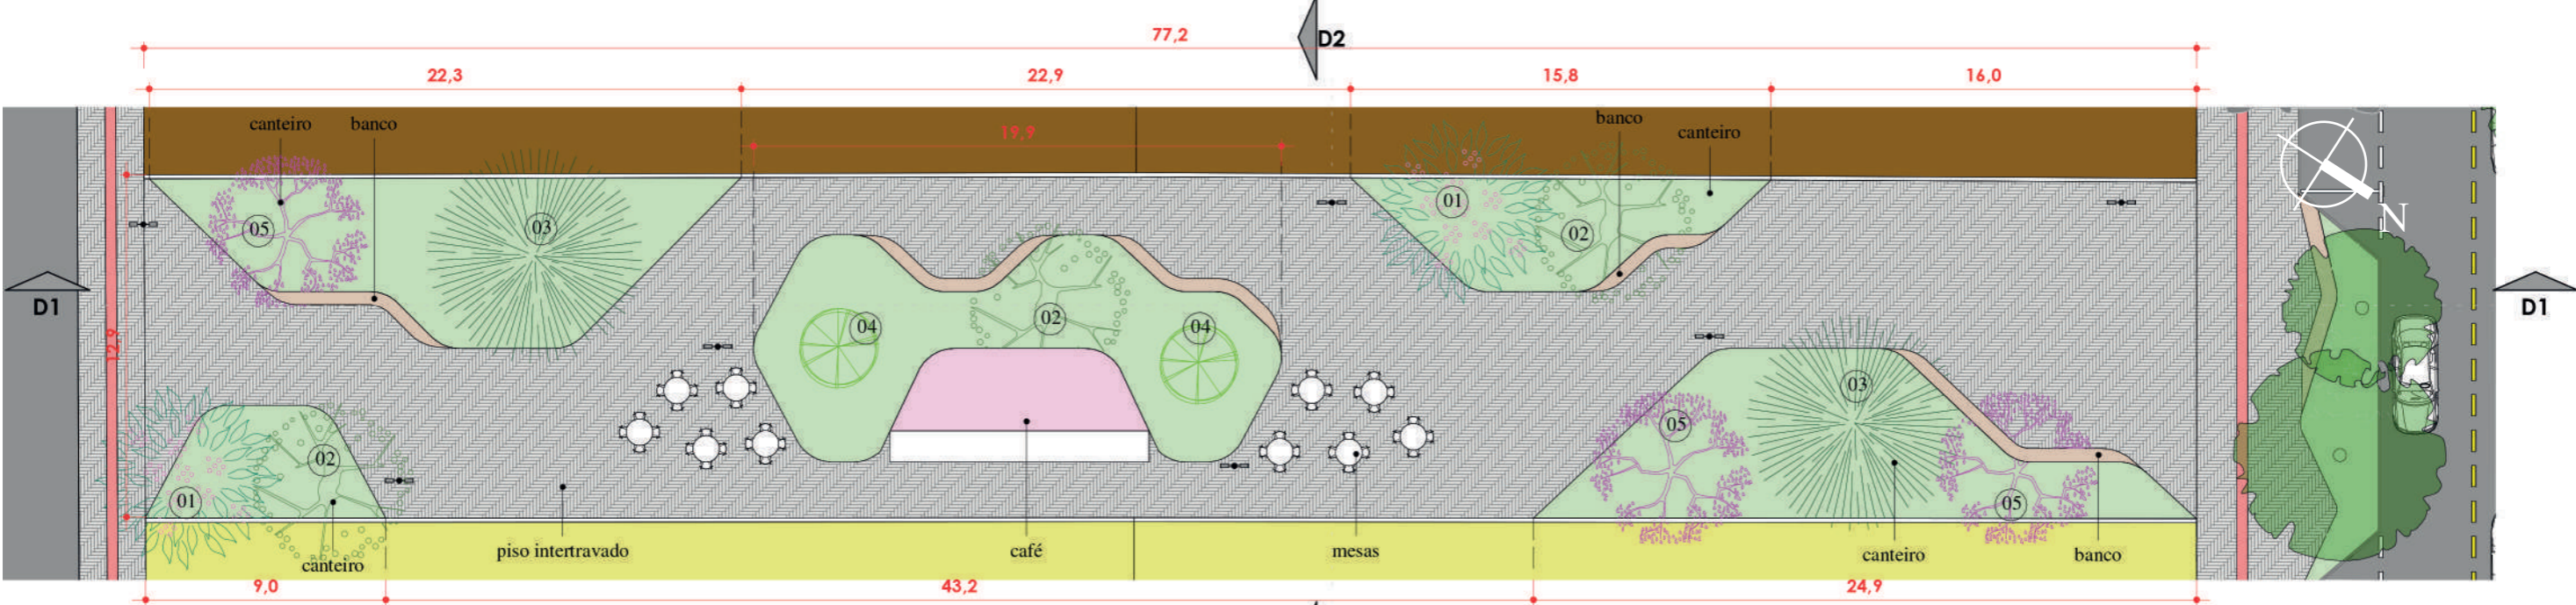 77,2
D2
22,3
22,9
15,8
16,0
canteiro
banco
19,9
banco
canteiro
05
03
01
02
N
D1
12,9
04
02
04
D1
03
05
02
01
05
piso intertravado
café
mesas
canteiro
banco
canteiro
9,0
43,2
24,9